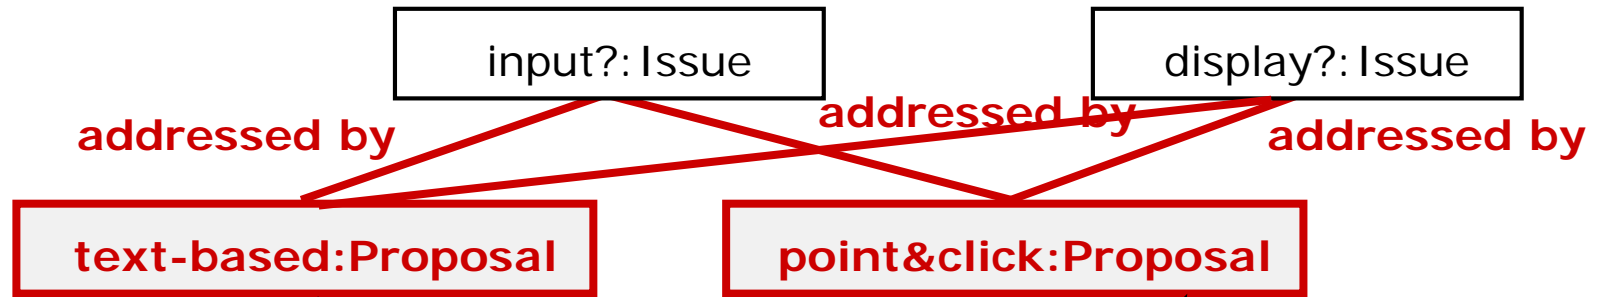 input?:Issue
display?:Issue
addressed by
addressed by
addressed by
text-based:Proposal
point&click:Proposal